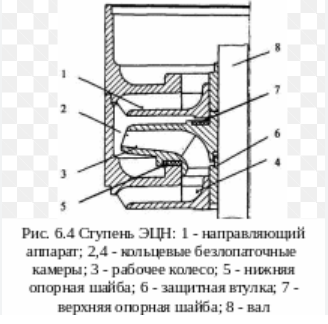 1
2
3
5
8
7
6
4
Рис. 6.4 Ступень ЭЦН: 1 - направляющий
аппарат; 2,4 - кольцевые безлопаточные
камеры; 3 - рабочее колесо; 5 - нижняя
опорная шайба; 6 - защитная втулка; 7 -
верхняя опорная шайба; 8 - вал